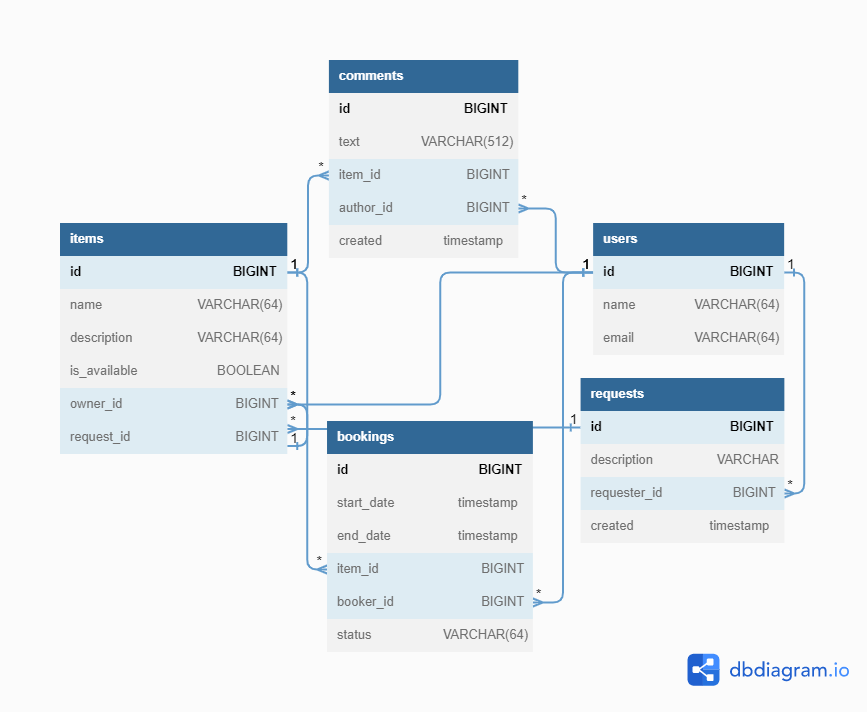 comments
id BIGINT
text VARCHAR(512)
* item_id BIGINT
author_id BIGINT *
created timestamp
items
id BIGINT 1
name VARCHAR(64)
description VARCHAR(64)
is_available BOOLEAN
owner_id BIGINT *
request_id BIGINT *
1
users
1 id BIGINT 1
name VARCHAR(64)
email VARCHAR(64)
requests
1 id BIGINT
description VARCHAR
requester_id BIGINT *
created timestamp
bookings
id BIGINT
start_date timestamp
end_date timestamp
* item_id BIGINT
booker_id BIGINT *
status VARCHAR(64)
dbdiagram.io